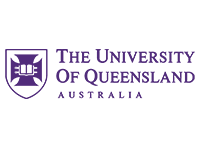 THE UNIVERSITY
OF QUEENSLAND
AUSTRALIA